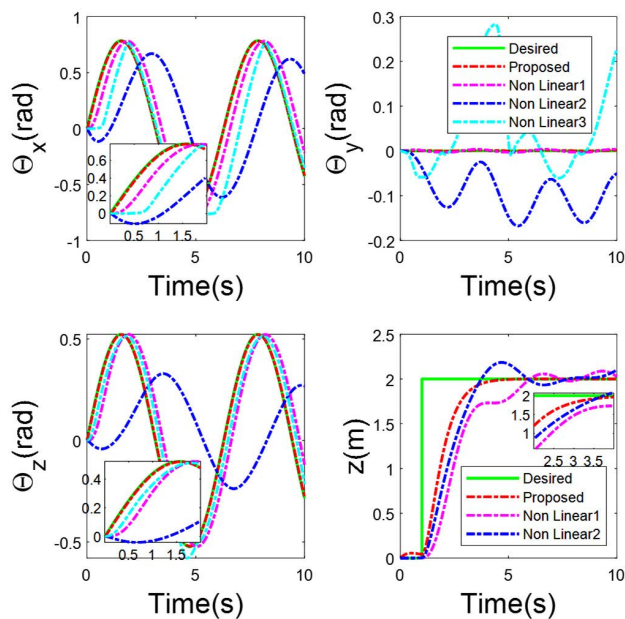 1
0.5
0
-0.5
-1
0 5 10
Time(s)
Θx(rad)
0.6
0.4
0.2
0
0.5 1 1.5
0.3
0.2
0.1
0
-0.1
-0.2
0 5 10
Time(s)
Θy(rad)
Desired
Proposed
Non Linear1
Non Linear2
Non Linear3
0.5
0
-0.5
0 5 10
Time(s)
Θz(rad)
0.4
0.2
0
0.5 1 1.5
2.5
2
1.5
1
0.5
0
0 5 10
Time(s)
z(m)
2
1.5
1
2.5 3 3.5
Desired
Proposed
Non Linear1
Non Linear2